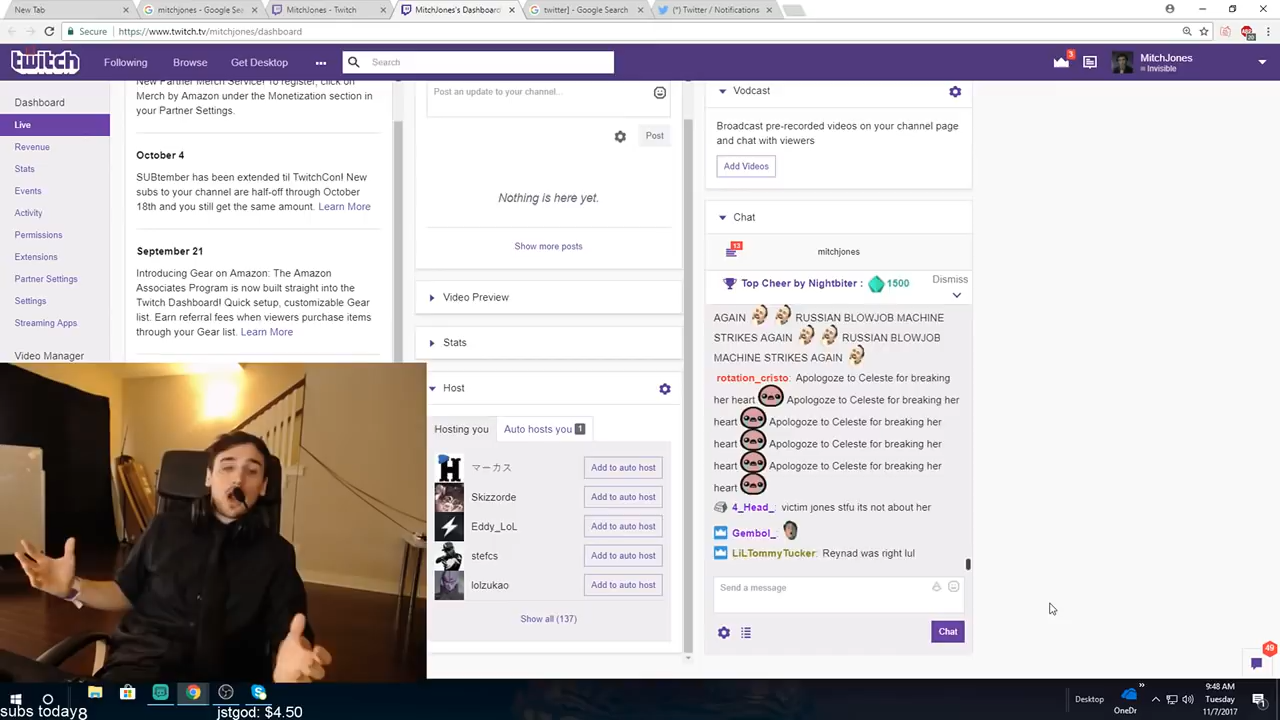 New Tab
mitchjones - Google Sea
MitchJones - Twitch
MitchJones's Dashboard
twitter] - Google Search
(*) Twitter / Notifications
Secure
https://www.twitch.tv/mitchjones/dashboard
twitch
Following
Browse
Get Desktop
Search
3
MitchJones
Invisible
Dashboard
Live
Revenue
Stats
Events
Activity
Permissions
Extensions
Partner Settings
Settings
Streaming Apps
Video Manager
New Partner Merch Servicer To register, click on
Merch by Amazon under the Monetization section in
your Partner Settings.
October 4
SUBtember has been extended til TwitchCon! New
subs to your channel are half-off through October
18th and you still get the same amount. Learn More
September 21
Introducing Gear on Amazon: The Amazon
Associates Program is now built straight into the
Twitch Dashboard! Quick setup, customizable Gear
list. Earn referral fees when viewers purchase items
through your Gear list. Learn More
Post an update to your channel...
Post
Nothing is here yet.
Show more posts
Video Preview
Stats
Host
Hosting you
Auto hosts you 1
マーカス
Add to auto host
Skizzorde
Add to auto host
Eddy_LoL
Add to auto host
stefcs
Add to auto host
lolzukao
Add to auto host
Show all (137)
Vodcast
Broadcast pre-recorded videos on your channel page
and chat with viewers
Add Videos
Chat
13
mitchjones
Top Cheer by Nightbiter : 1500
Dismiss
AGAIN RUSSIAN BLOWJOB MACHINE
STRIKES AGAIN RUSSIAN BLOWJOB
MACHINE STRIKES AGAIN
rotation_cristo: Apologoze to Celeste for breaking
her heart Apologoze to Celeste for breaking her
heart Apologoze to Celeste for breaking her
heart Apologoze to Celeste for breaking her
heart Apologoze to Celeste for breaking her
heart
4_Head_: victim jones stfu its not about her
Gembol_:
LiLTommyTucker: Reynad was right lul
Send a message
Chat
49
subs today8
jstgod: $4.50
Desktop
OneDr
9:48 AM
Tuesday
11/7/2017